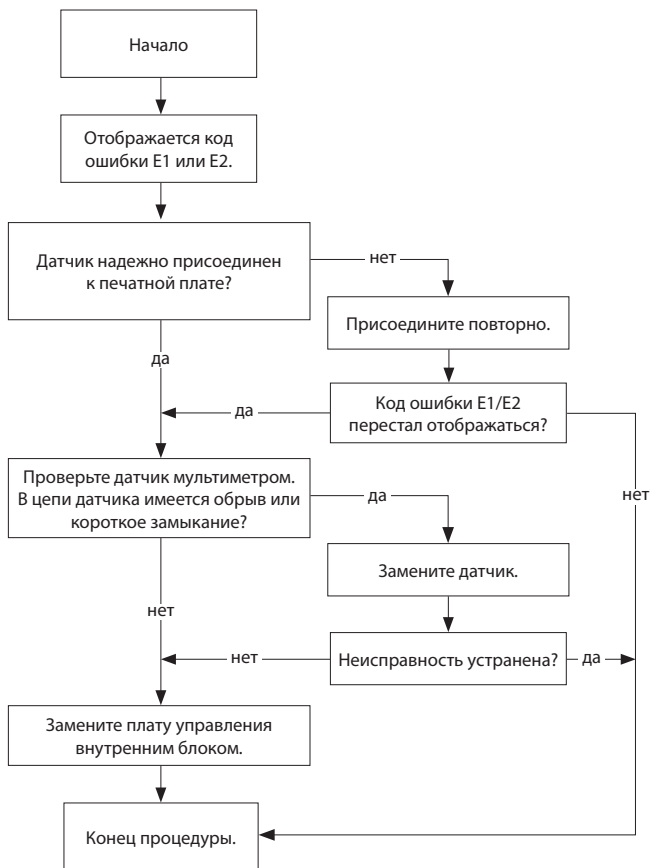 Начало
Отображается код
ошибки E1 или E2.
Датчик надежно присоединен
к печатной плате?
нет
Присоедините повторно.
да
да
Код ошибки E1/E2
перестал отображаться?
нет
Проверьте датчик мультиметром.
В цепи датчика имеется обрыв или
короткое замыкание?
да
Замените датчик.
нет
нет
Неисправность устранена?
да
Замените плату управления
внутренним блоком.
Конец процедуры.